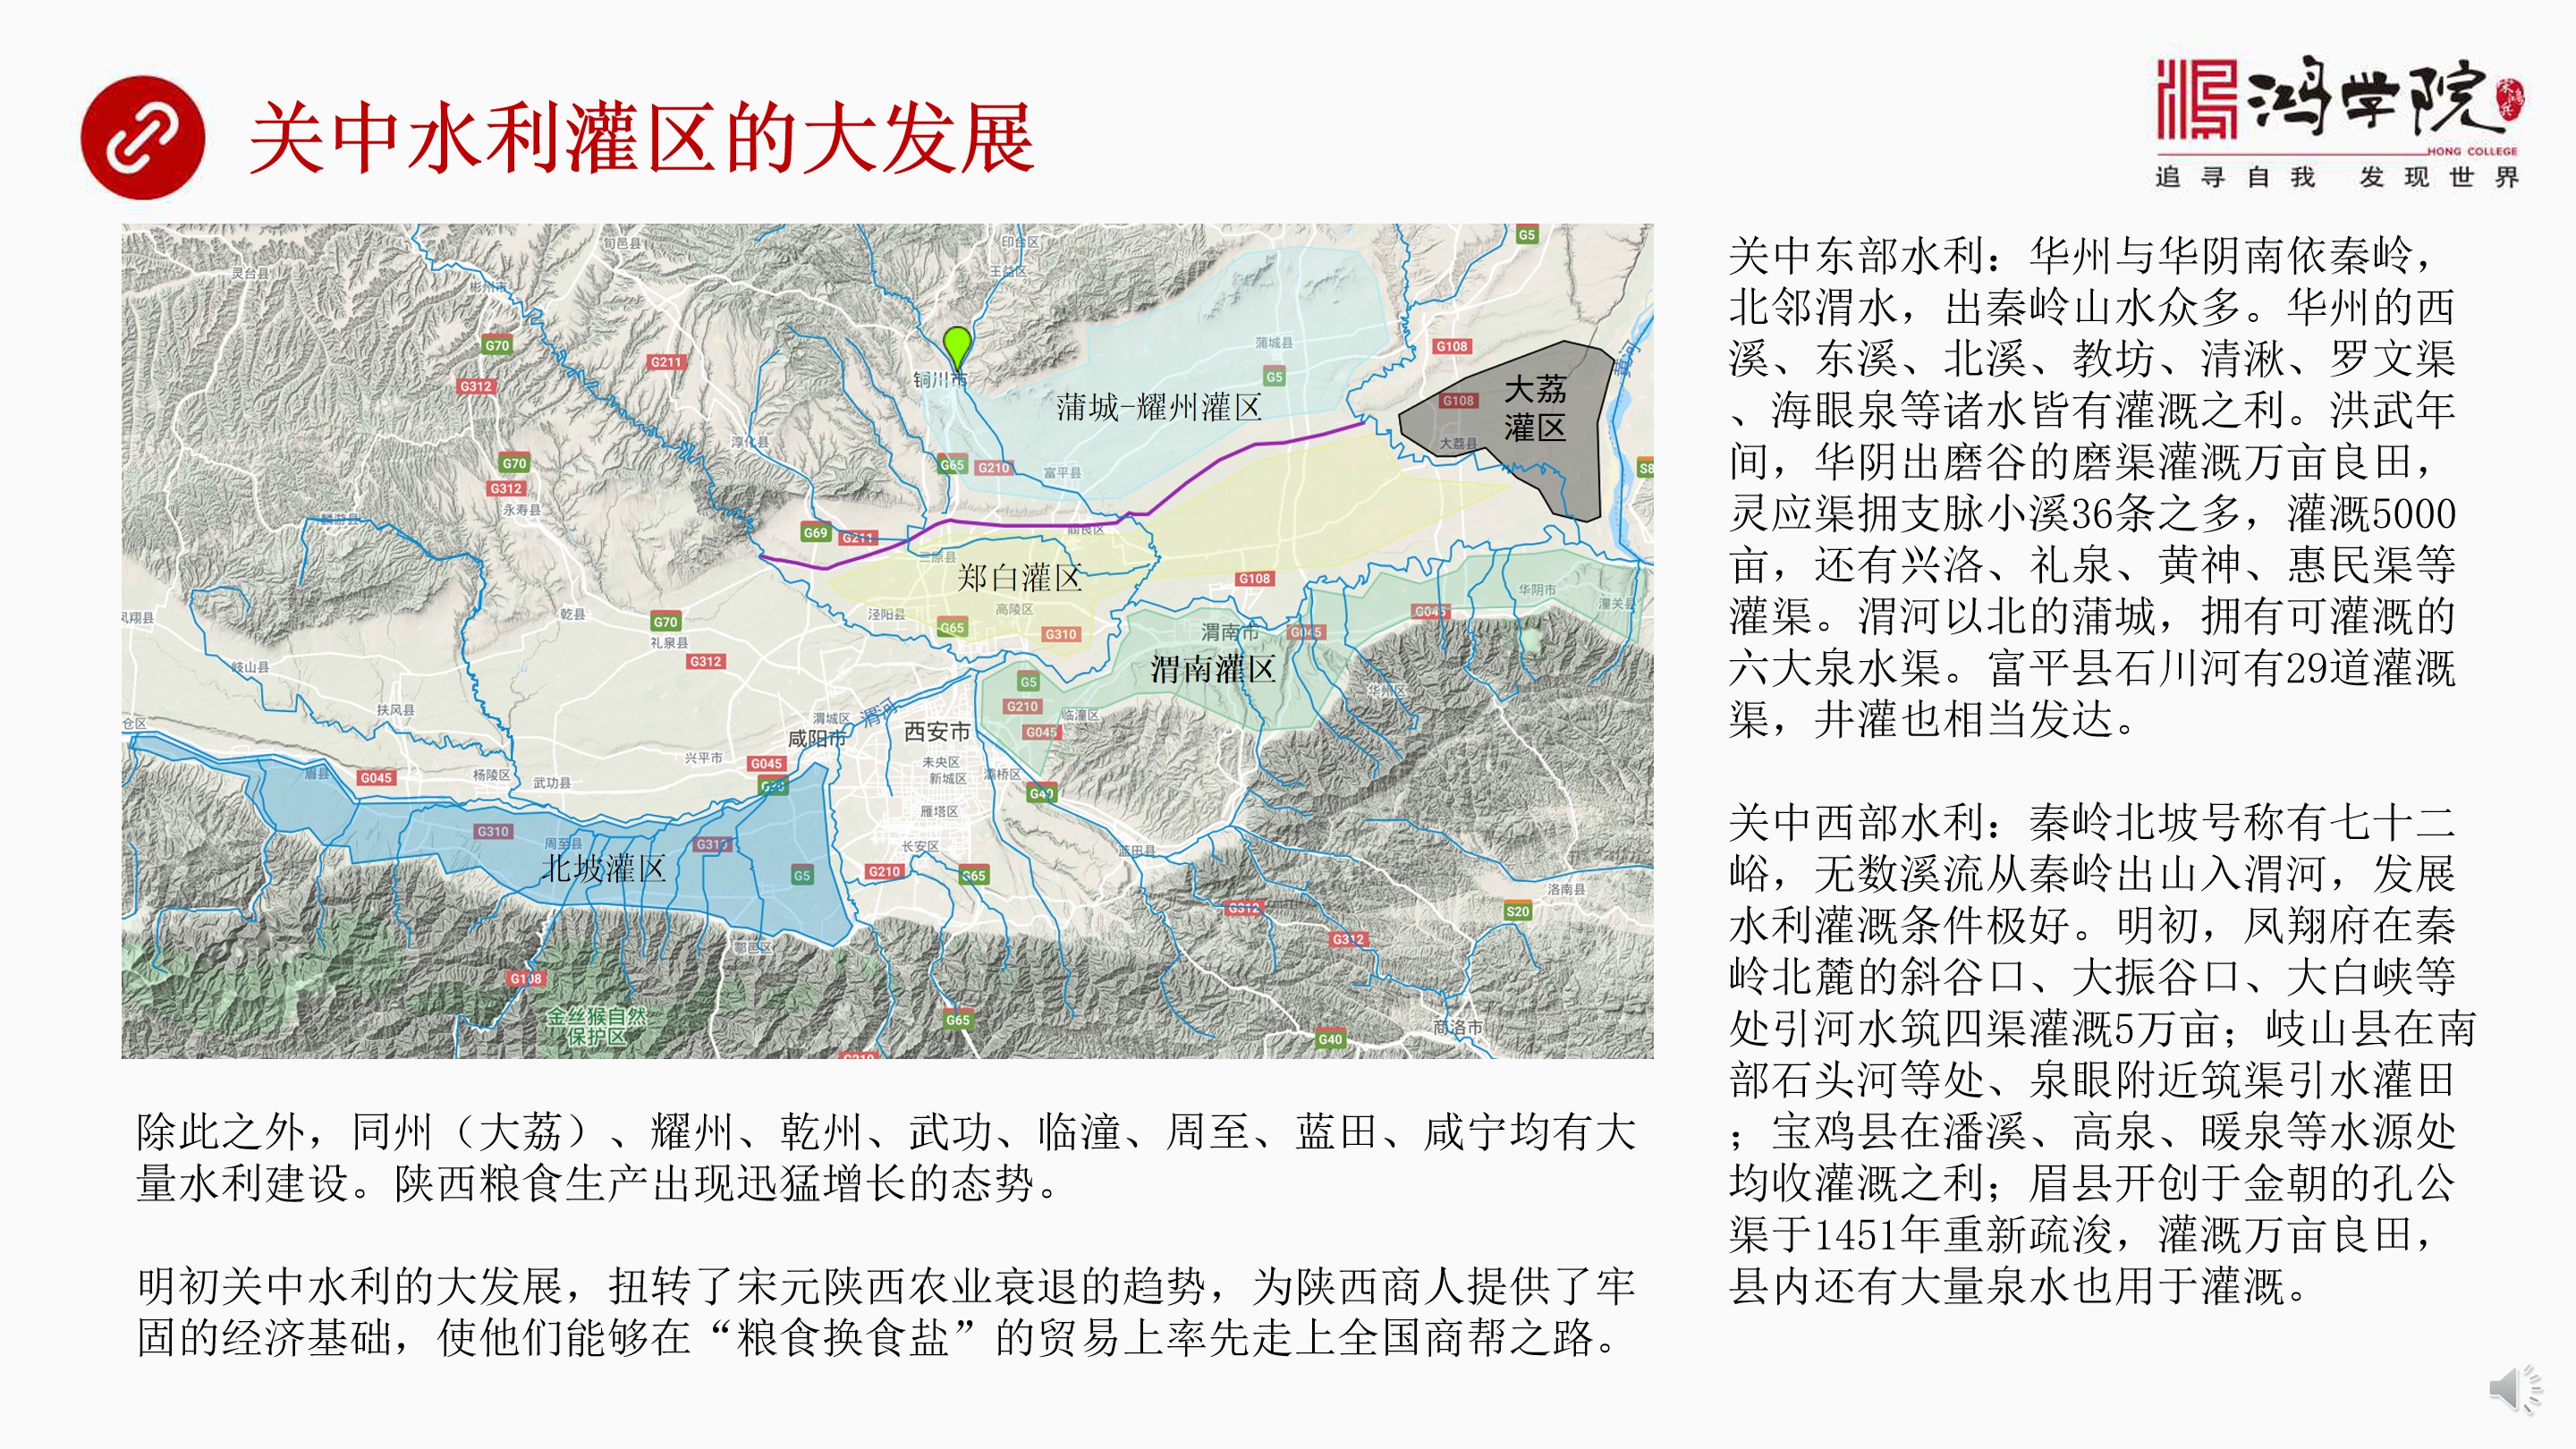 关中水利灌区的大发展
鸿学院
HONG COLLEGE
追寻自我 发现世界
关中东部水利：华州与华阴南依秦岭，
北邻渭水，出秦岭山水众多。华州的西
溪、东溪、北溪、教坊、清湫、罗文渠
、海眼泉等诸水皆有灌溉之利。洪武年
间，华阴出磨谷的磨渠灌溉万亩良田，
灵应渠拥支脉小溪36条之多，灌溉5000
亩，还有兴洛、礼泉、黄神、惠民渠等
灌渠。渭河以北的蒲城，拥有可灌溉的
六大泉水渠。富平县石川河有29道灌溉
渠，井灌也相当发达。
关中西部水利：秦岭北坡号称有七十二
峪，无数溪流从秦岭出山入渭河，发展
水利灌溉条件极好。明初，凤翔府在秦
岭北麓的斜谷口、大振谷口、大白峡等
处引河水筑四渠灌溉5万亩；岐山县在南
部石头河等处、泉眼附近筑渠引水灌田
；宝鸡县在潘溪、高泉、暖泉等水源处
均收灌溉之利；眉县开创于金朝的孔公
渠于1451年重新疏浚，灌溉万亩良田，
县内还有大量泉水也用于灌溉。
旬邑县
印台区
G5
灵台县
王益区
彬州市
G70
G211
蒲城县
G108
黄河
G312
铜川市
G5
大荔
灌区
G108
蒲城-耀州灌区
淳化县
大荔县
G70
G65
G210
富平县
S8
G312
永寿县
麟游县
G69
G211
阎良区
三原县
郑白灌区
G108
华阴市
潼关县
凤翔县
乾县
G70
泾阳县
高陵区
G65
G310
G045
礼泉县
渭南市
G045
岐山县
G312
渭南灌区
G5
华州区
扶风县
G210
临潼区
仓区
渭城区
渭河
西安市
G045
咸阳市
兴平市
G045
未央区
眉县
G045
杨陵区
武功县
G30
新城区
灞桥区
G40
雁塔区
G310
周至县
G310
长安区
蓝田县
北坡灌区
G5
G210
G65
洛南县
G312
S20
鄠邑区
G312
G108
金丝猴自然
保护区
G65
商洛市
G40
G210
除此之外，同州（大荔）、耀州、乾州、武功、临潼、周至、蓝田、咸宁均有大
量水利建设。陕西粮食生产出现迅猛增长的态势。
明初关中水利的大发展，扭转了宋元陕西农业衰退的趋势，为陕西商人提供了牢
固的经济基础，使他们能够在“粮食换食盐”的贸易上率先走上全国商帮之路。